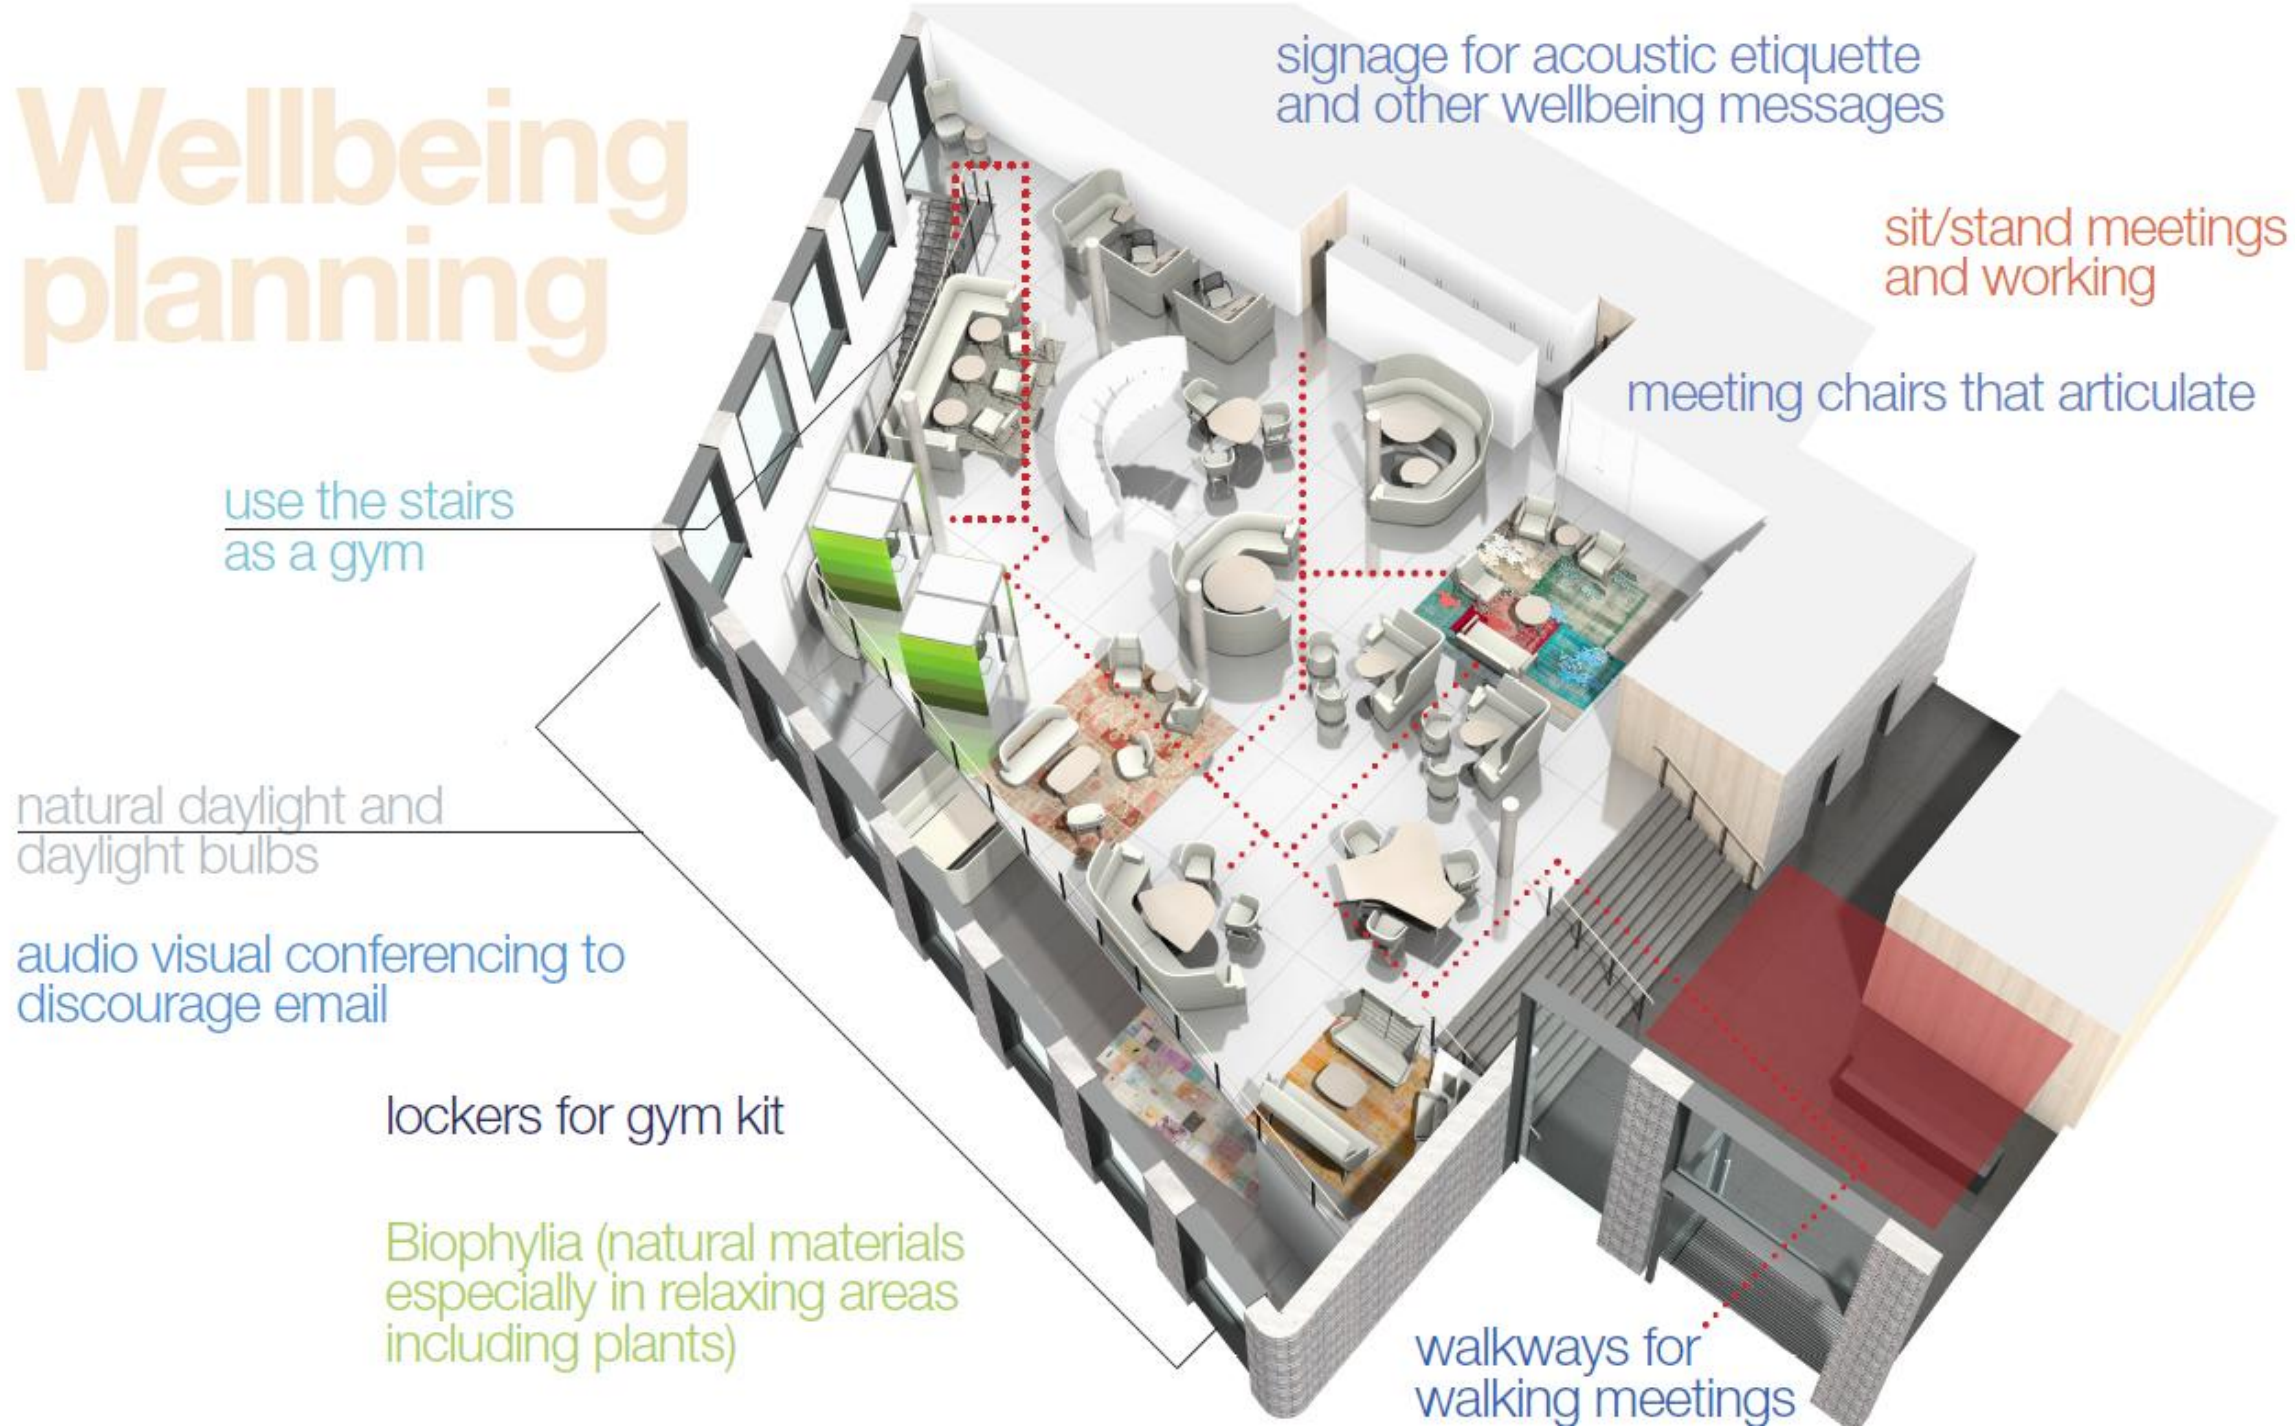 Wellbeing
planning
signage for acoustic etiquette
and other wellbeing messages
sit/stand meetings
and working
meeting chairs that articulate
use the stairs
as a gym
natural daylight and
daylight bulbs
audio visual conferencing to
discourage email
lockers for gym kit
Biophylia (natural materials
especially in relaxing areas
including plants)
walkways for
walking meetings